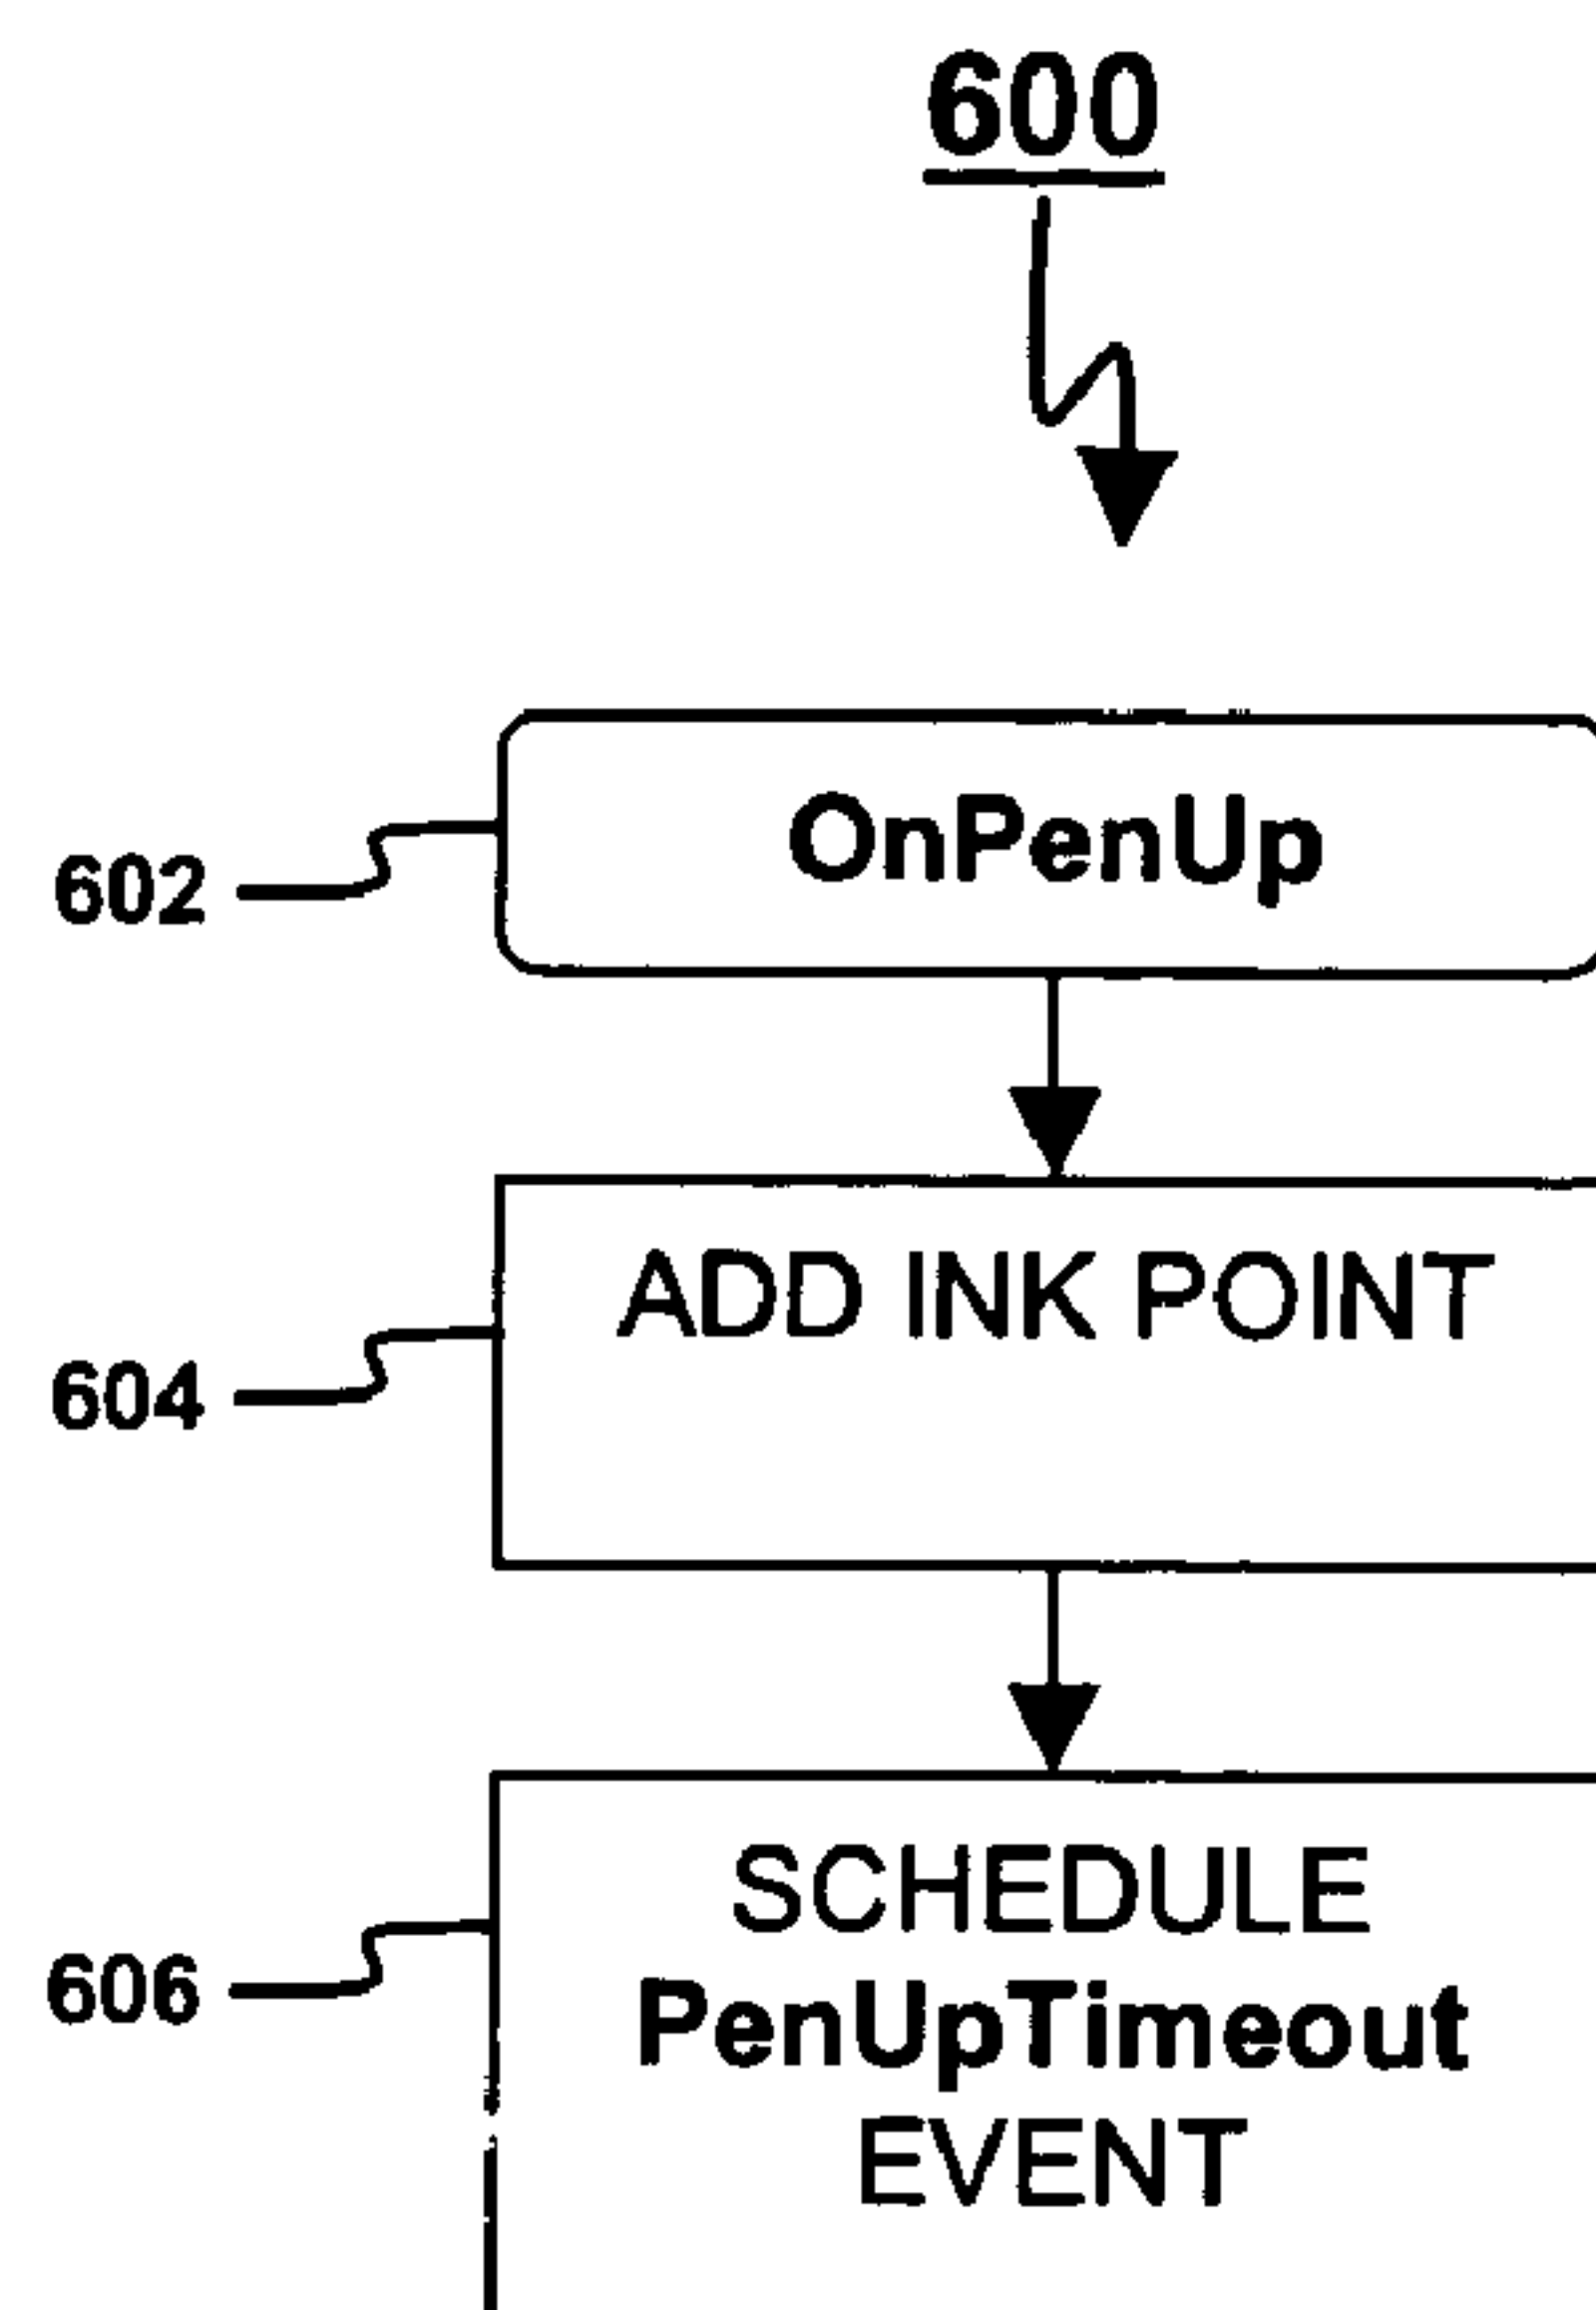 600
OnPenUp
602
ADD INK POINT
604
SCHEDULE
PenUpTimeout
606
EVENT